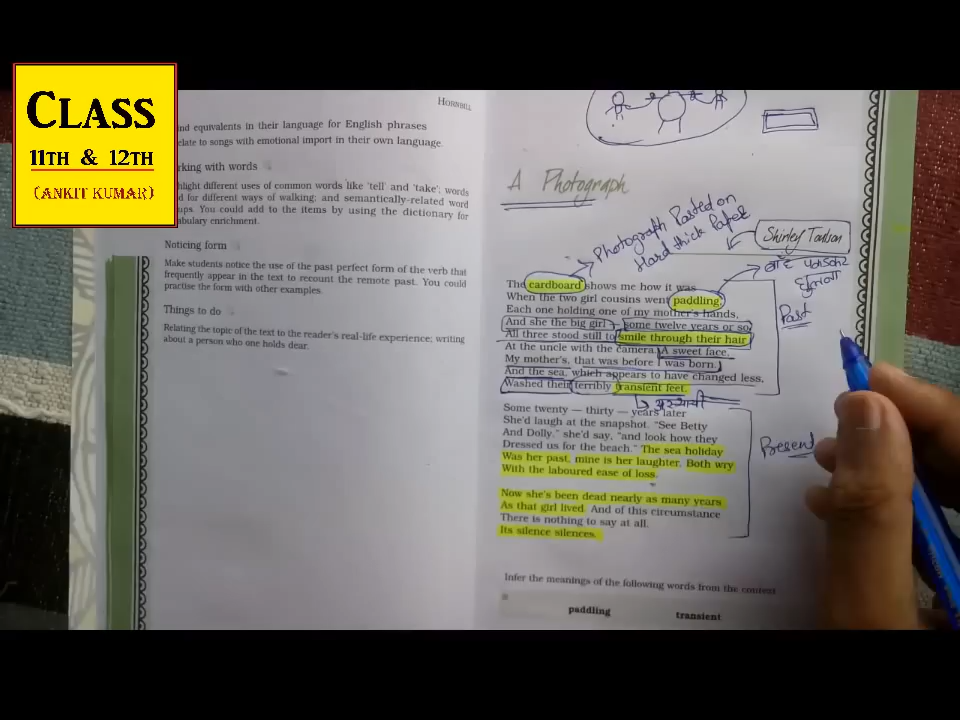 CLASS
11TH & 12TH
(ANKIT KUMAR)
HORNBILL
nd equivalents in their language for English phrases
elate to songs with emotional import in their own language
rking with words
hlight different uses of common words like 'tell' and 'take'; words
d for different ways of walking; and semantically-related word
ups. You could add to the items by using the dictionary for
abulary enrichment.
Noticing form
Make students notice the use of the past perfect form of the verb that
frequently appear in the text to recount the remote past. You could
practise the form with other examples.
Things to do
Relating the topic of the text to the reader's real-life experience; writing
about a person who one holds dear.
A Photograph
Photograph Pasted on
Hard thick Paper
Shirley Toulson
The cardboard shows me how it was
When the two girl cousins went paddling,
Each one holding one of my mother's hands,
And she the big girl — some twelve years or so.
All three stood still to smile through their hair
At the uncle with the camera. A sweet face,
My mother's, that was before I was born.
And the sea, which appears to have changed less,
Washed their terribly transient feet.
Past
अस्थायी
Some twenty — thirty — years later
She'd laugh at the snapshot. "See Betty
And Dolly," she'd say, "and look how they
Dressed us for the beach." The sea holiday
Was her past, mine is her laughter. Both wry
With the laboured ease of loss.
Present
Now she's been dead nearly as many years
As that girl lived. And of this circumstance
There is nothing to say at all.
Its silence silences.
Infer the meanings of the following words from the context
paddling transient